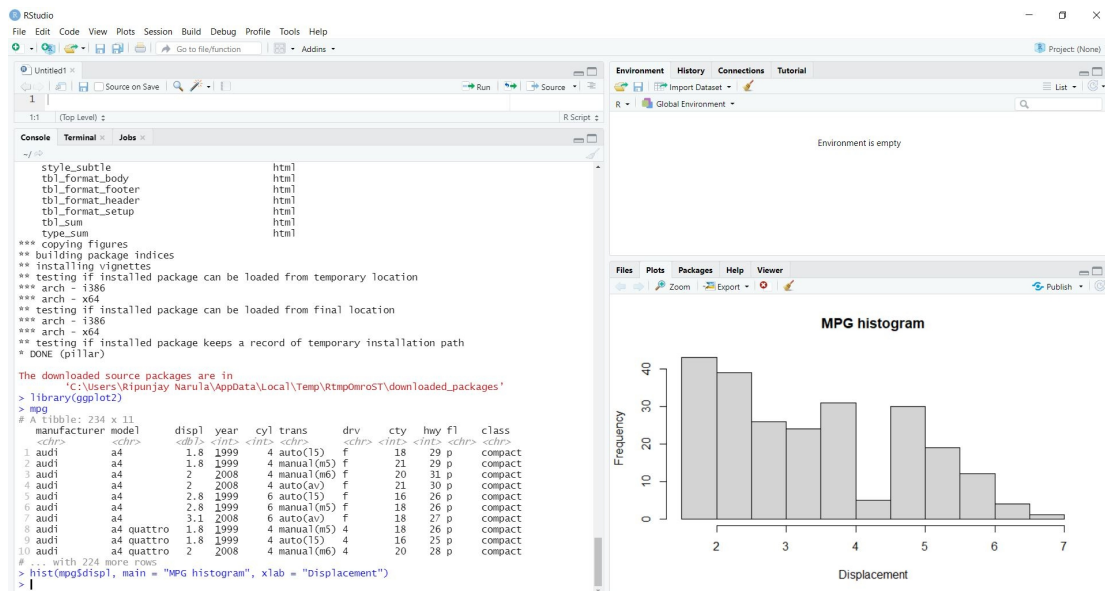 RStudio
File Edit Code View Plots Session Build Debug Profile Tools Help
Go to file/function Addins Project: (None)
Untitled1
Source on Save Run Source
1
1:1 (Top Level) R Script
Console Terminal Jobs
~/
style_subtle html
tbl_format_body html
tbl_format_footer html
tbl_format_header html
tbl_format_setup html
tbl_sum html
type_sum html
*** copying figures
** building package indices
** installing vignettes
** testing if installed package can be loaded from temporary location
*** arch - i386
*** arch - x64
** testing if installed package can be loaded from final location
*** arch - i386
*** arch - x64
** testing if installed package keeps a record of temporary installation path
* DONE (pillar)
The downloaded source packages are in
'C:\Users\Ripunjay Narula\AppData\Local\Temp\RtmpOmroST\downloaded_packages'
> library(ggplot2)
> mpg
# A tibble: 234 x 11
manufacturer model displ year cyl trans drv cty hwy fl class
<chr> <chr> <dbl> <int> <int> <chr> <chr> <int> <int> <chr> <chr>
1 audi a4 1.8 1999 4 auto(l5) f 18 29 p compact
2 audi a4 1.8 1999 4 manual(m5) f 21 29 p compact
3 audi a4 2 2008 4 manual(m6) f 20 31 p compact
4 audi a4 2 2008 4 auto(av) f 21 30 p compact
5 audi a4 2.8 1999 6 auto(l5) f 16 26 p compact
6 audi a4 2.8 1999 6 manual(m5) f 18 26 p compact
7 audi a4 3.1 2008 6 auto(av) f 18 27 p compact
8 audi a4 quattro 1.8 1999 4 manual(m5) 4 18 26 p compact
9 audi a4 quattro 1.8 1999 4 auto(l5) 4 16 25 p compact
10 audi a4 quattro 2 2008 4 manual(m6) 4 20 28 p compact
# ... with 224 more rows
> hist(mpg$displ, main = "MPG histogram", xlab = "Displacement")
>
Environment History Connections Tutorial
Import Dataset List
R Global Environment
Environment is empty
Files Plots Packages Help Viewer
Zoom Export Publish
MPG histogram
Frequency
40
30
20
10
0
2 3 4 5 6 7
Displacement